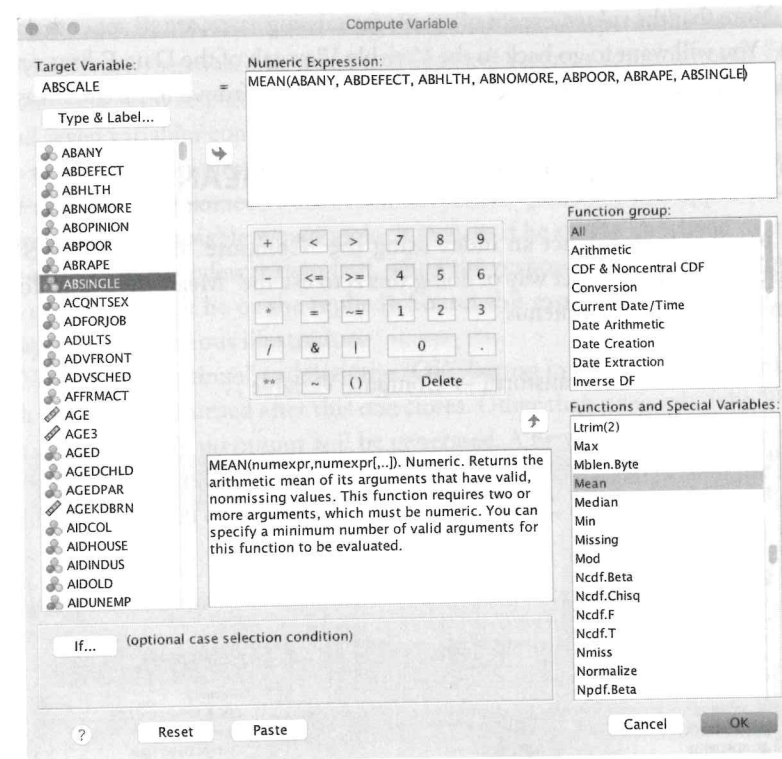 Compute Variable
Target Variable:
ABSCALE
=
Numeric Expression:
MEAN(ABANY, ABDEFECT, ABHLTH, ABNOMORE, ABPOOR, ABRAPE, ABSINGLE)
Type & Label...
ABANY
ABDEFECT
ABHLTH
ABNOMORE
ABOPINION
ABPOOR
ABRAPE
ABSINGLE
ACQNTSEX
ADFORJOB
ADULTS
ADVFRONT
ADVSCHED
AFFRMACT
AGE
AGE3
AGED
AGEDCHLD
AGEDPAR
AGEKDBRN
AIDCOL
AIDHOUSE
AIDINDUS
AIDOLD
AIDUNEMP
+ < > 7 8 9
- <= >= 4 5 6
* = ~= 1 2 3
/ & | 0 .
** ~ () Delete
MEAN(numexpr,numexpr[,..]). Numeric. Returns the
arithmetic mean of its arguments that have valid,
nonmissing values. This function requires two or
more arguments, which must be numeric. You can
specify a minimum number of valid arguments for
this function to be evaluated.
Function group:
All
Arithmetic
CDF & Noncentral CDF
Conversion
Current Date/Time
Date Arithmetic
Date Creation
Date Extraction
Inverse DF
Functions and Special Variables:
Ltrim(2)
Max
Mblen.Byte
Mean
Median
Min
Missing
Mod
Ncdf.Beta
Ncdf.Chisq
Ncdf.F
Ncdf.T
Nmiss
Normalize
Npdf.Beta
If... (optional case selection condition)
? Reset Paste Cancel OK